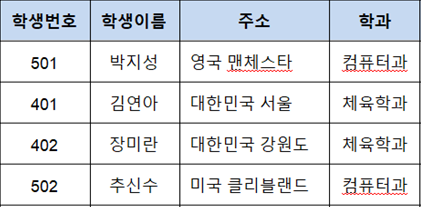 학생번호 학생이름 주소 학과
501 박지성 영국 맨체스타 컴퓨터과
401 김연아 대한민국 서울 체육학과
402 장미란 대한민국 강원도 체육학과
502 추신수 미국 클리블랜드 컴퓨터과